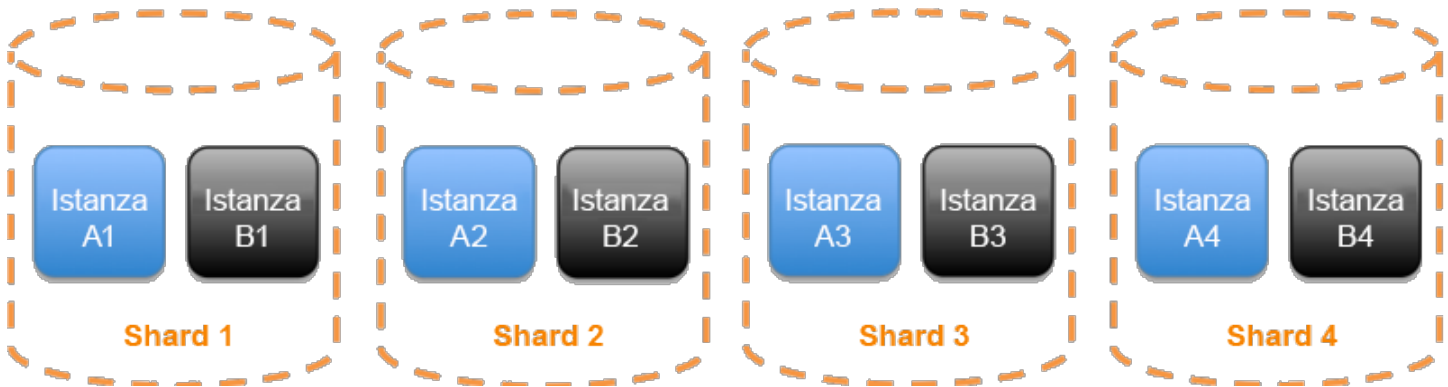 Istanza
A1
Istanza
B1
Shard 1
Istanza
A2
Istanza
B2
Shard 2
Istanza
A3
Istanza
B3
Shard 3
Istanza
A4
Istanza
B4
Shard 4